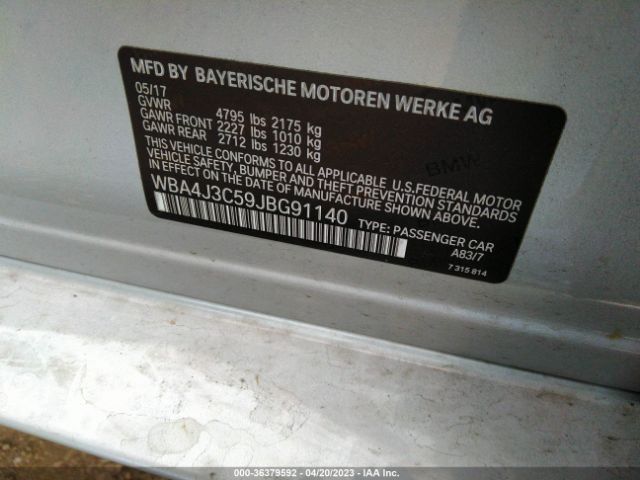 MFD BY BAYERISCHE MOTOREN WERKE AG
05/17
GVWR 4795 lbs 2175 kg
GAWR FRONT 2227 lbs 1010 kg
GAWR REAR 2712 lbs 1230 kg
THIS VEHICLE CONFORMS TO ALL APPLICABLE U.S.FEDERAL MOTOR
VEHICLE SAFETY, BUMPER, AND THEFT PREVENTION STANDARDS
IN EFFECT ON THE DATE OF MANUFACTURE SHOWN ABOVE.
BMW
WBA4J3C59JBG91140
TYPE: PASSENGER CAR
A83/7
7 315 814
000-36379592 - 04/20/2023 - IAA Inc.